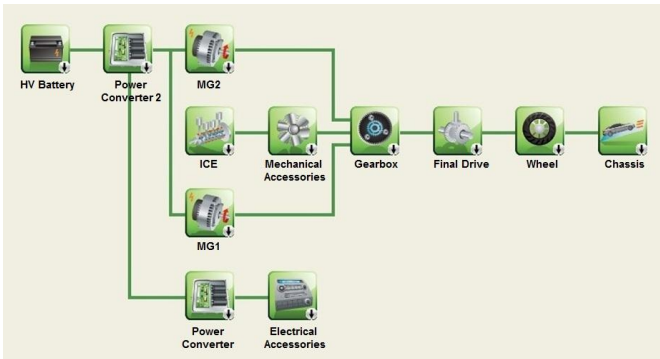 HV Battery
Power
Converter 2
MG2
ICE
Mechanical
Accessories
Gearbox
Final Drive
Wheel
Chassis
MG1
Power
Converter
Electrical
Accessories